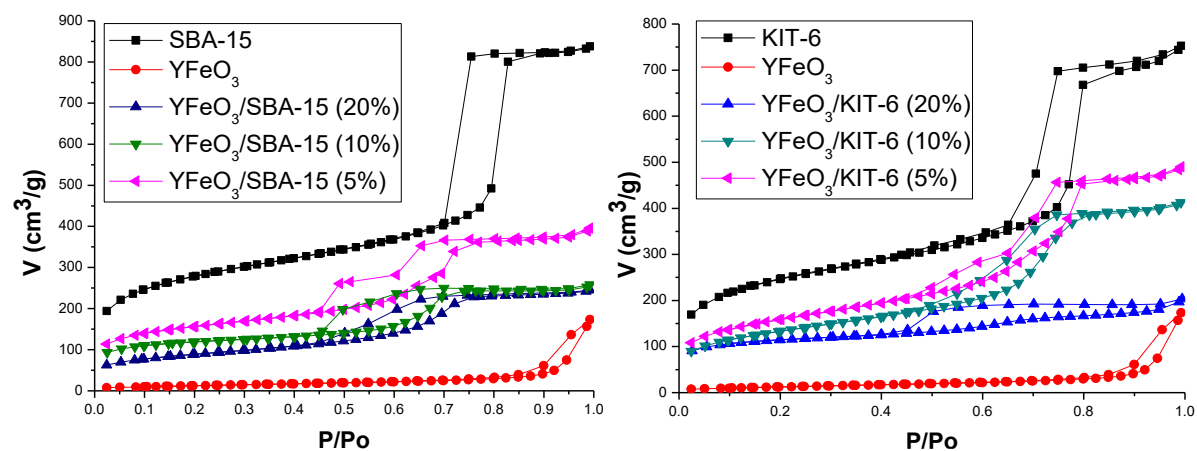 900
800
700
600
500
400
300
200
100
0
V (cm³/g)
SBA-15
YFeO₃
YFeO₃/SBA-15 (20%)
YFeO₃/SBA-15 (10%)
YFeO₃/SBA-15 (5%)
0.0 0.1 0.2 0.3 0.4 0.5 0.6 0.7 0.8 0.9 1.0
P/Po
800
700
600
500
400
300
200
100
0
V (cm³/g)
KIT-6
YFeO₃
YFeO₃/KIT-6 (20%)
YFeO₃/KIT-6 (10%)
YFeO₃/KIT-6 (5%)
0.0 0.2 0.4 0.6 0.8 1.0
P/Po